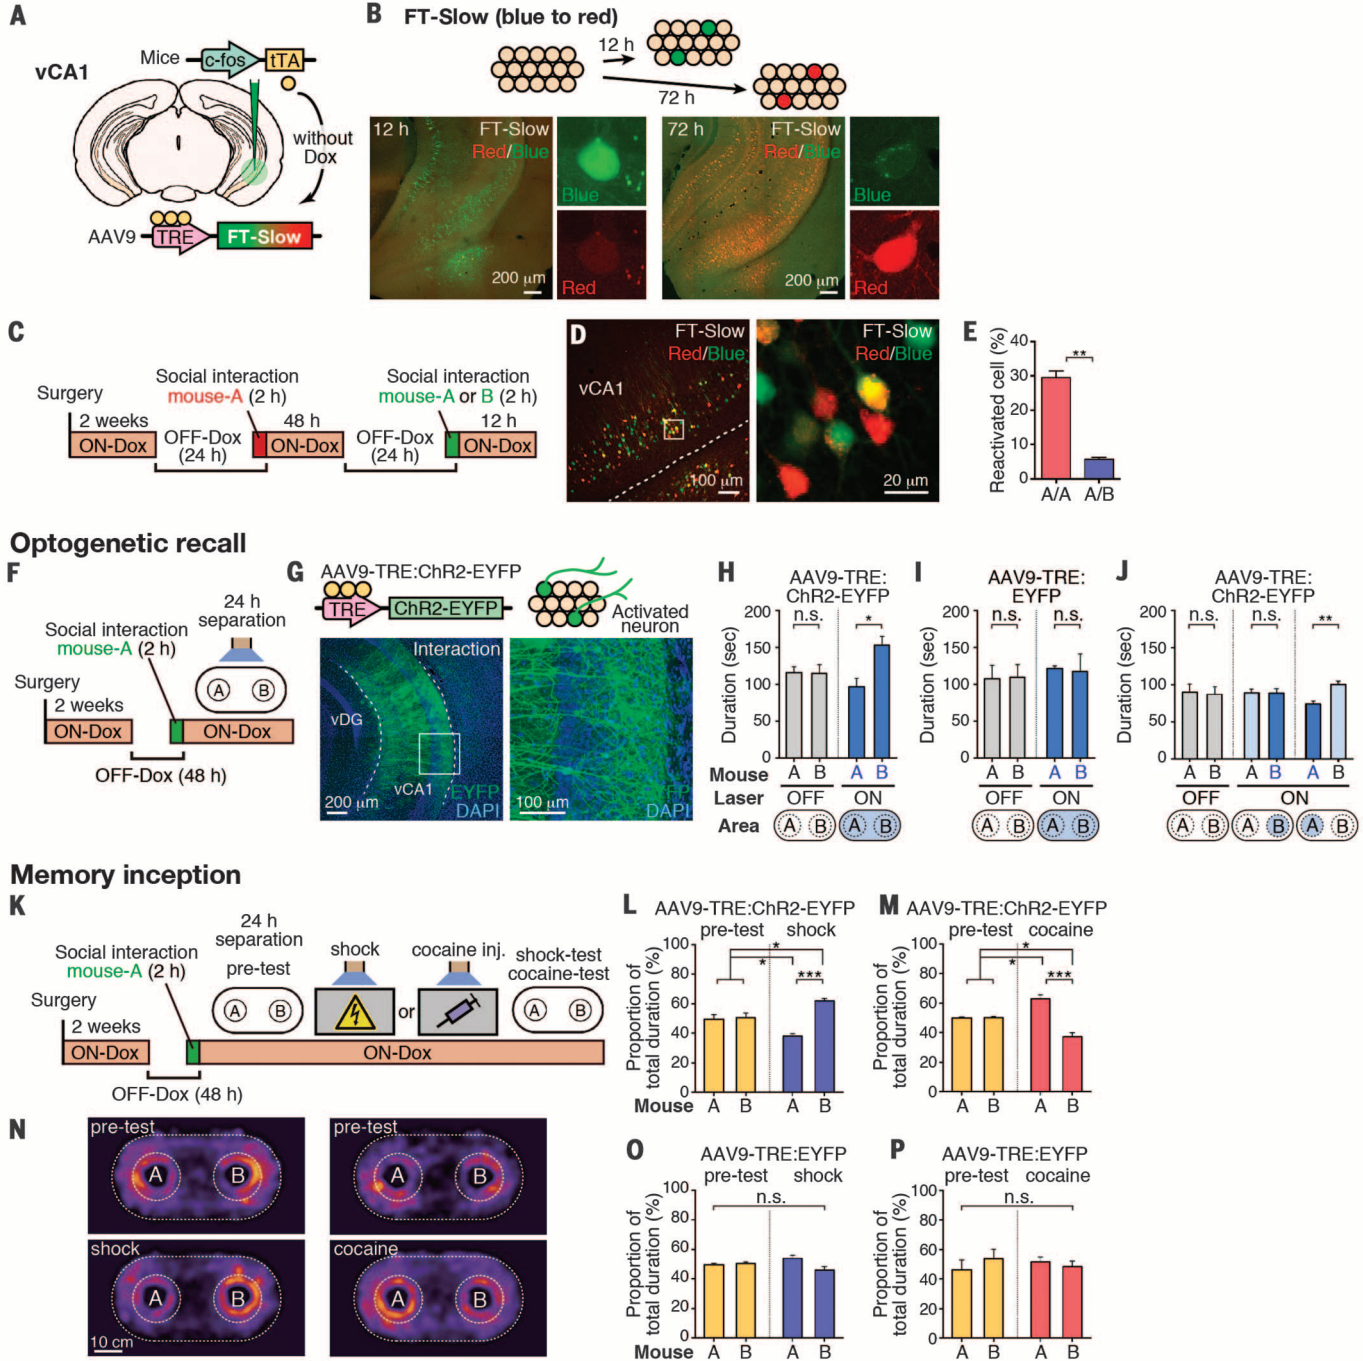 A
Mice
c-fos
tTA
vCA1
without
Dox
AAV9
TRE
FT-Slow
B
FT-Slow (blue to red)
12 h
72 h
12 h
FT-Slow
Red/Blue
200 µm
Blue
Red
72 h
FT-Slow
Red/Blue
200 µm
Blue
Red
C
Surgery
2 weeks
ON-Dox
OFF-Dox
(24 h)
Social interaction
mouse-A (2 h)
48 h
ON-Dox
OFF-Dox
(24 h)
Social interaction
mouse-A or B (2 h)
12 h
ON-Dox
D
FT-Slow
Red/Blue
vCA1
100 µm
FT-Slow
Red/Blue
20 µm
E
Reactivated cell (%)
40
30
20
10
0
**
A/A
A/B
Optogenetic recall
F
24 h
separation
Social interaction
mouse-A (2 h)
A
B
Surgery
2 weeks
ON-Dox
ON-Dox
OFF-Dox (48 h)
G
AAV9-TRE:ChR2-EYFP
TRE
ChR2-EYFP
Activated
neuron
Interaction
vDG
vCA1
EYFP
DAPI
200 µm
100 µm
YFP
DAPI
H
AAV9-TRE:
ChR2-EYFP
Duration (sec)
200
150
100
50
0
n.s.
*
A B A B
Mouse
Laser
OFF ON
Area
A B A B
I
AAV9-TRE:
EYFP
Duration (sec)
200
150
100
50
0
n.s. n.s.
A B A B
OFF ON
A B A B
J
AAV9-TRE:
ChR2-EYFP
Duration (sec)
200
150
100
50
0
n.s. n.s. **
A B A B A B
OFF ON
A B A B A B
Memory inception
K
24 h
separation
Social interaction
mouse-A (2 h)
pre-test
A
B
shock
or
cocaine inj.
shock-test
cocaine-test
A
B
Surgery
2 weeks
ON-Dox
ON-Dox
OFF-Dox (48 h)
L
AAV9-TRE:ChR2-EYFP
pre-test shock
Proportion of
total duration (%)
100
80
60
40
20
0
*
*
***
Mouse A B A B
M
AAV9-TRE:ChR2-EYFP
pre-test cocaine
Proportion of
total duration (%)
100
80
60
40
20
0
*
*
***
A B A B
N
pre-test
A
B
pre-test
A
B
shock
A
B
10 cm
cocaine
A
B
O
AAV9-TRE:EYFP
pre-test shock
Proportion of
total duration (%)
100
80
60
40
20
0
n.s.
Mouse A B A B
P
AAV9-TRE:EYFP
pre-test cocaine
Proportion of
total duration (%)
100
80
60
40
20
0
n.s.
A B A B